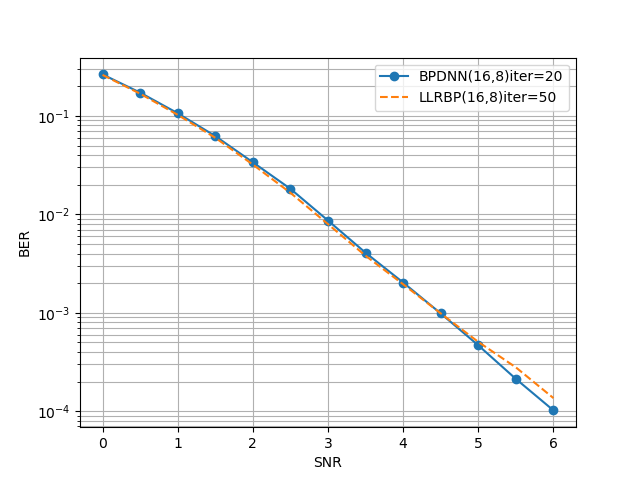 BPDNN(16,8)iter=20
LLRBP(16,8)iter=50
BER
10⁻¹
10⁻²
10⁻³
10⁻⁴
0 1 2 3 4 5 6
SNR